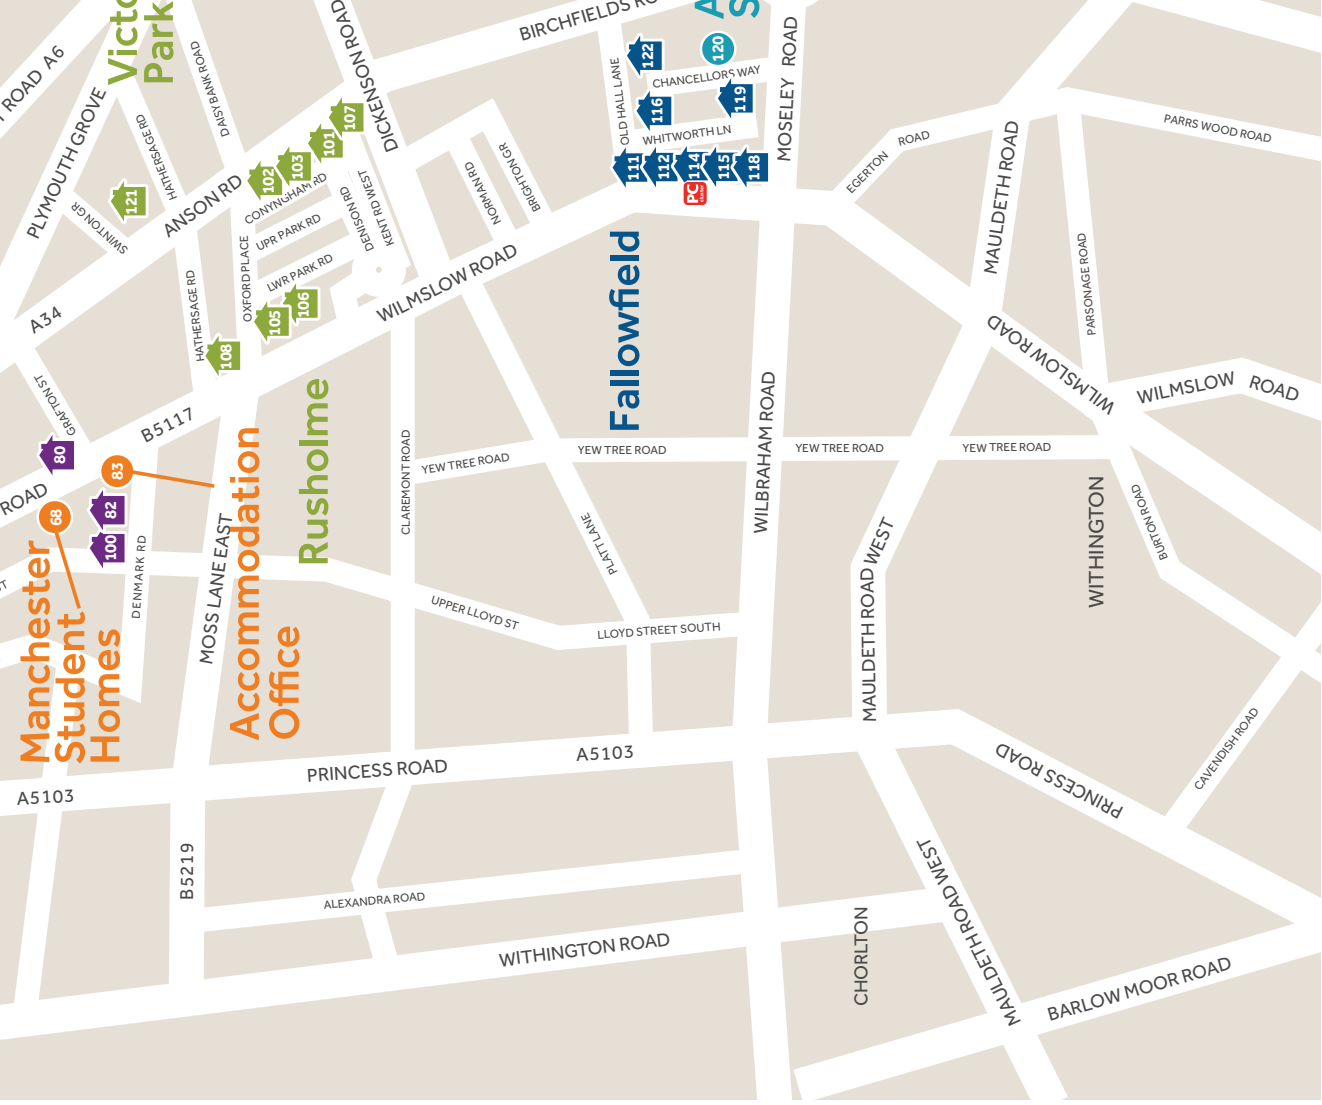 ROAD A6
Victo
Park
PLYMOUTH GROVE
HATHERSAGE RD
DAISY BANK ROAD
DICKENSON ROAD
BIRCHFIELDS RO
SWINTON GR
121
ANSON RD
102
103
101
107
CONYNGHAM RD
UPR PARK RD
LWR PARK RD
DENISON RD
KENT RD WEST
NORMAN RD
BRIGHTON GR
OXFORD PLACE
HATHERSAGE RD
105
106
108
A34
GRAFTON ST
B5117
WILMSLOW ROAD
OLD HALL LANE
122
120
CHANCELLORS WAY
116
119
WHITWORTH LN
111
112
114
115
118
PC
cluster
MOSELEY ROAD
EGERTON ROAD
MAULDETH ROAD
PARRS WOOD ROAD
PARSONAGE ROAD
WILMSLOW ROAD
WILMSLOW ROAD
Fallowfield
Rusholme
80
83
ROAD
68
82
100
DENMARK RD
MOSS LANE EAST
Manchester
Student
Homes
Accommodation
Office
CLAREMONT ROAD
YEW TREE ROAD
YEW TREE ROAD
YEW TREE ROAD
YEW TREE ROAD
PLATT LANE
WILBRAHAM ROAD
UPPER LLOYD ST
LLOYD STREET SOUTH
MAULDETH ROAD WEST
WITHINGTON
BURTON ROAD
CAVENDISH ROAD
A5103
PRINCESS ROAD
A5103
PRINCESS ROAD
B5219
ALEXANDRA ROAD
WITHINGTON ROAD
CHORLTON
MAULDETH ROAD WEST
BARLOW MOOR ROAD